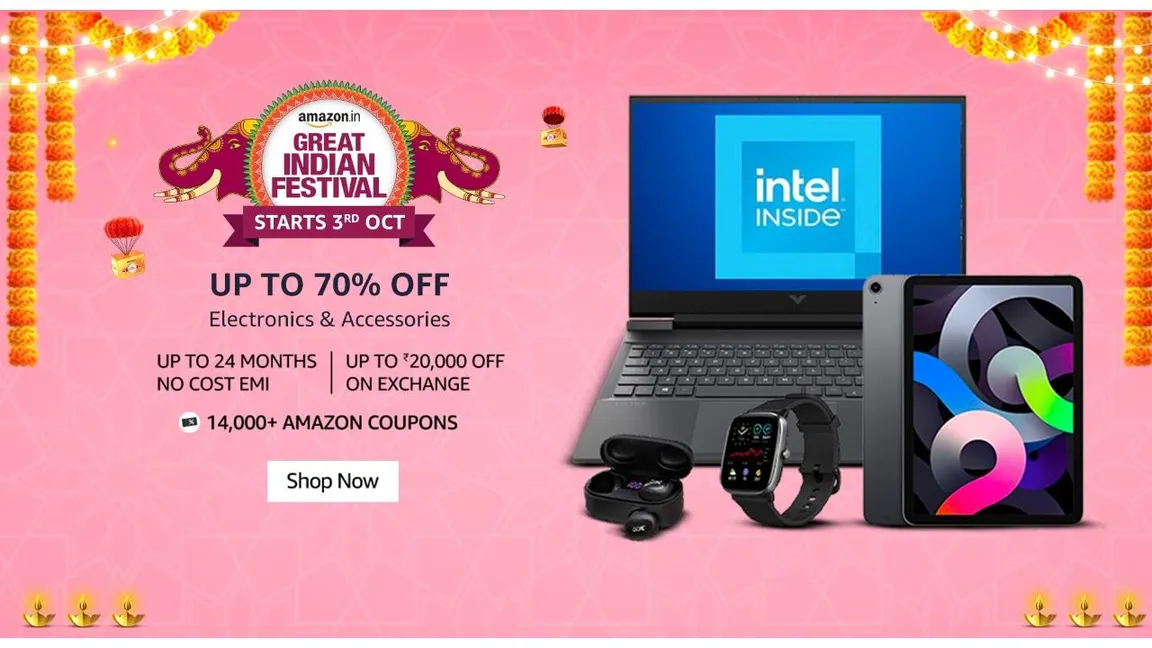 amazon.in
GREAT
INDIAN
FESTIVAL
STARTS 3RD OCT
UP TO 70% OFF
Electronics & Accessories
UP TO 24 MONTHS
NO COST EMI
UP TO ₹20,000 OFF
ON EXCHANGE
14,000+ AMAZON COUPONS
Shop Now
intel.
INSIDE™